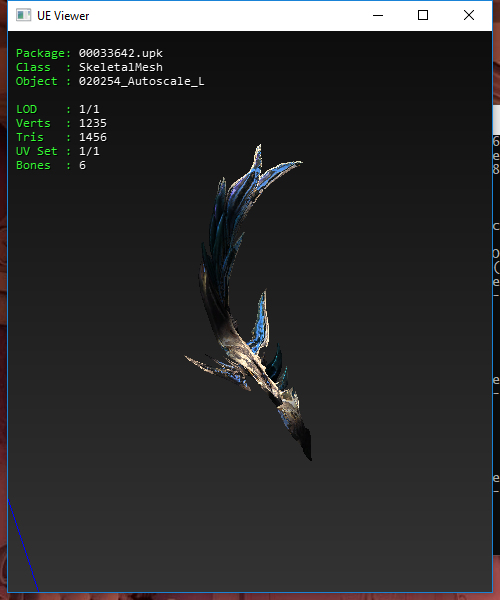 UE Viewer
Package: 00033642.upk
Class : SkeletalMesh
Object : 020254_Autoscale_L
LOD : 1/1
Verts : 1235
Tris : 1456
UV Set : 1/1
Bones : 6